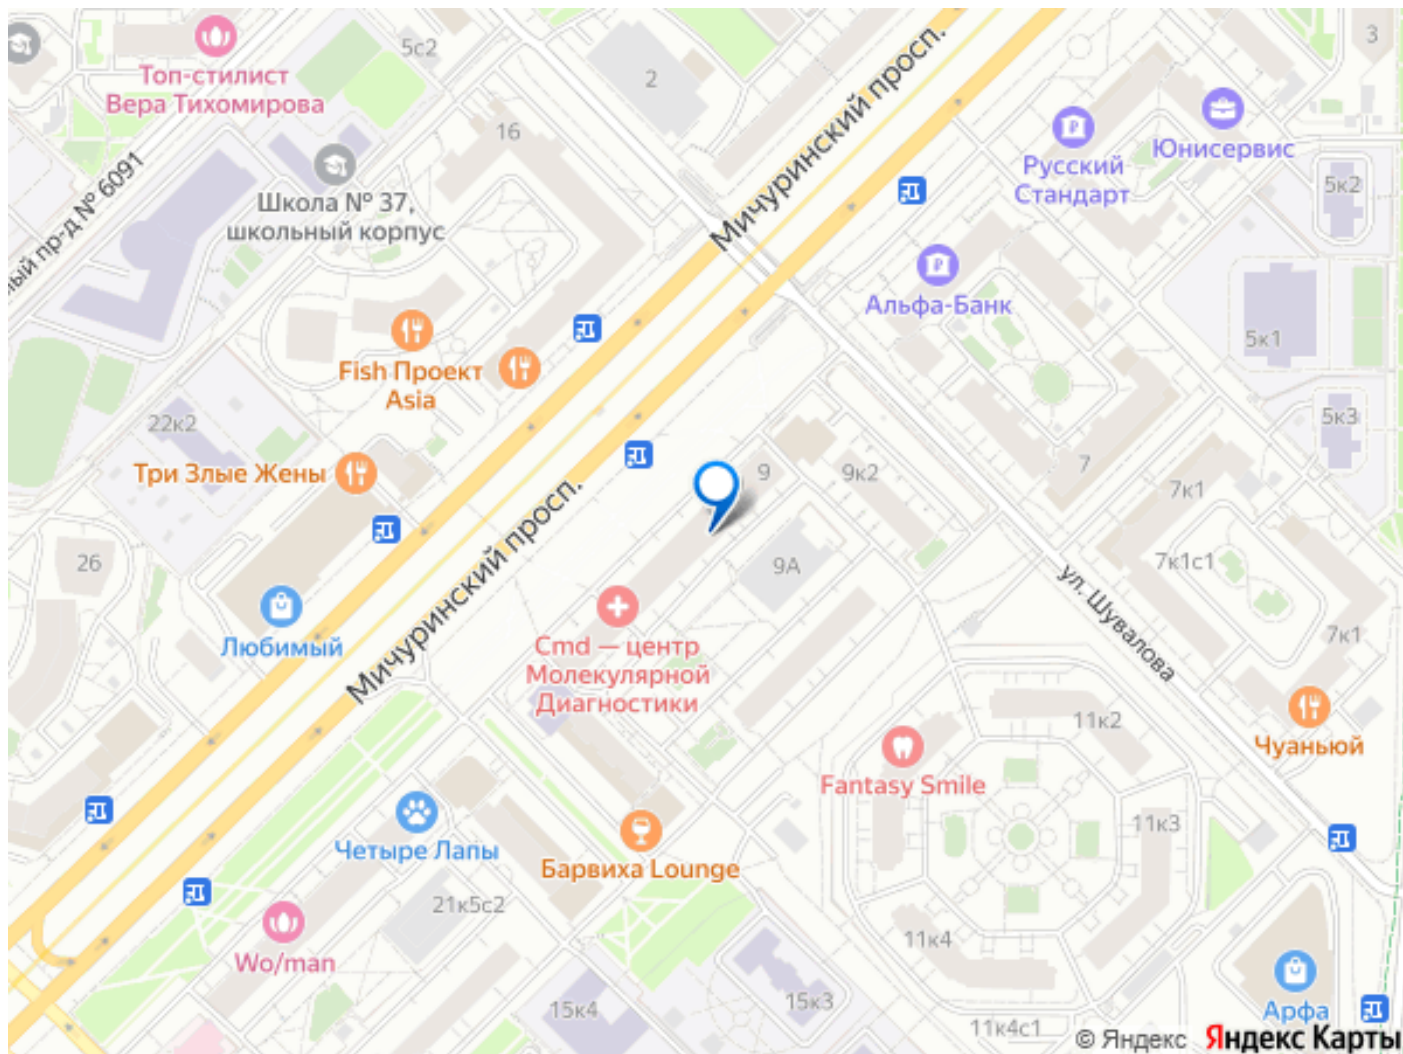 5с2
Топ-стилист
Вера Тихомирова
2
3
16
Мичуринский просп.
Русский
Стандарт
Юнисервис
5к2
Школа № 37,
школьный корпус
ный пр-д № 6091
Альфа-Банк
5к1
Fish Проект
Asia
22к2
5к3
Три Злые Жены
9
9к2
7
7к1
Мичуринский просп.
26
9А
7к1с1
ул. Шувалова
Любимый
Cmd — центр
Молекулярной
Диагностики
7к1
11к2
Чуаньюй
Fantasy Smile
11к3
Четыре Лапы
Барвиха Lounge
21к5с2
11к4
Wo/man
15к4
15к3
Арфа
11к4с1
© Яндекс Яндекс Карты